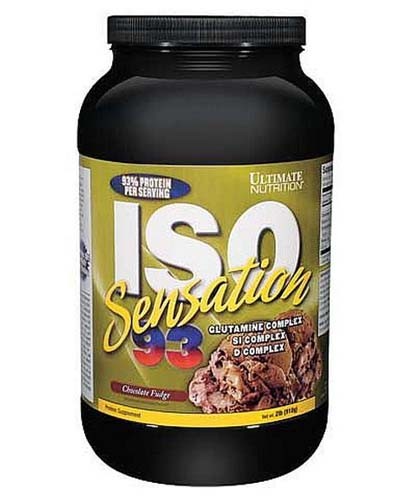 93% PROTEIN
PER SERVING
ULTIMATE
NUTRITION
ISO
Sensation
93
GLUTAMINE COMPLEX
SI COMPLEX
D COMPLEX
Chocolate Fudge
Protein Supplement
Net wt. 2lb (910g)